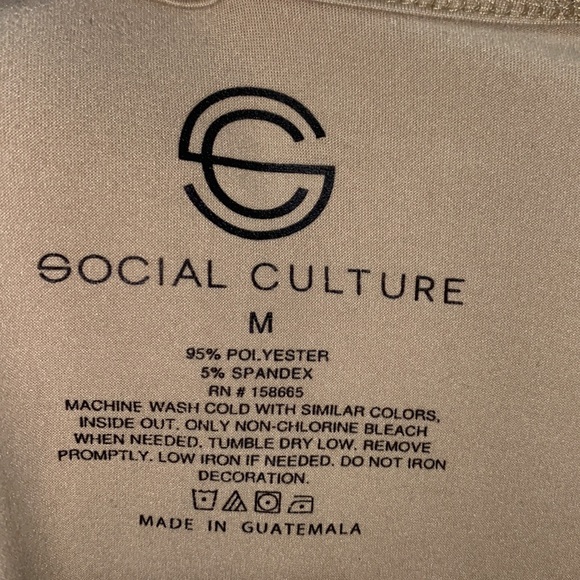 SC
SOCIAL CULTURE
M
95% POLYESTER
5% SPANDEX
RN # 158665
MACHINE WASH COLD WITH SIMILAR COLORS,
INSIDE OUT. ONLY NON-CHLORINE BLEACH
WHEN NEEDED. TUMBLE DRY LOW. REMOVE
PROMPTLY. LOW IRON IF NEEDED. DO NOT IRON
DECORATION.
MADE IN GUATEMALA